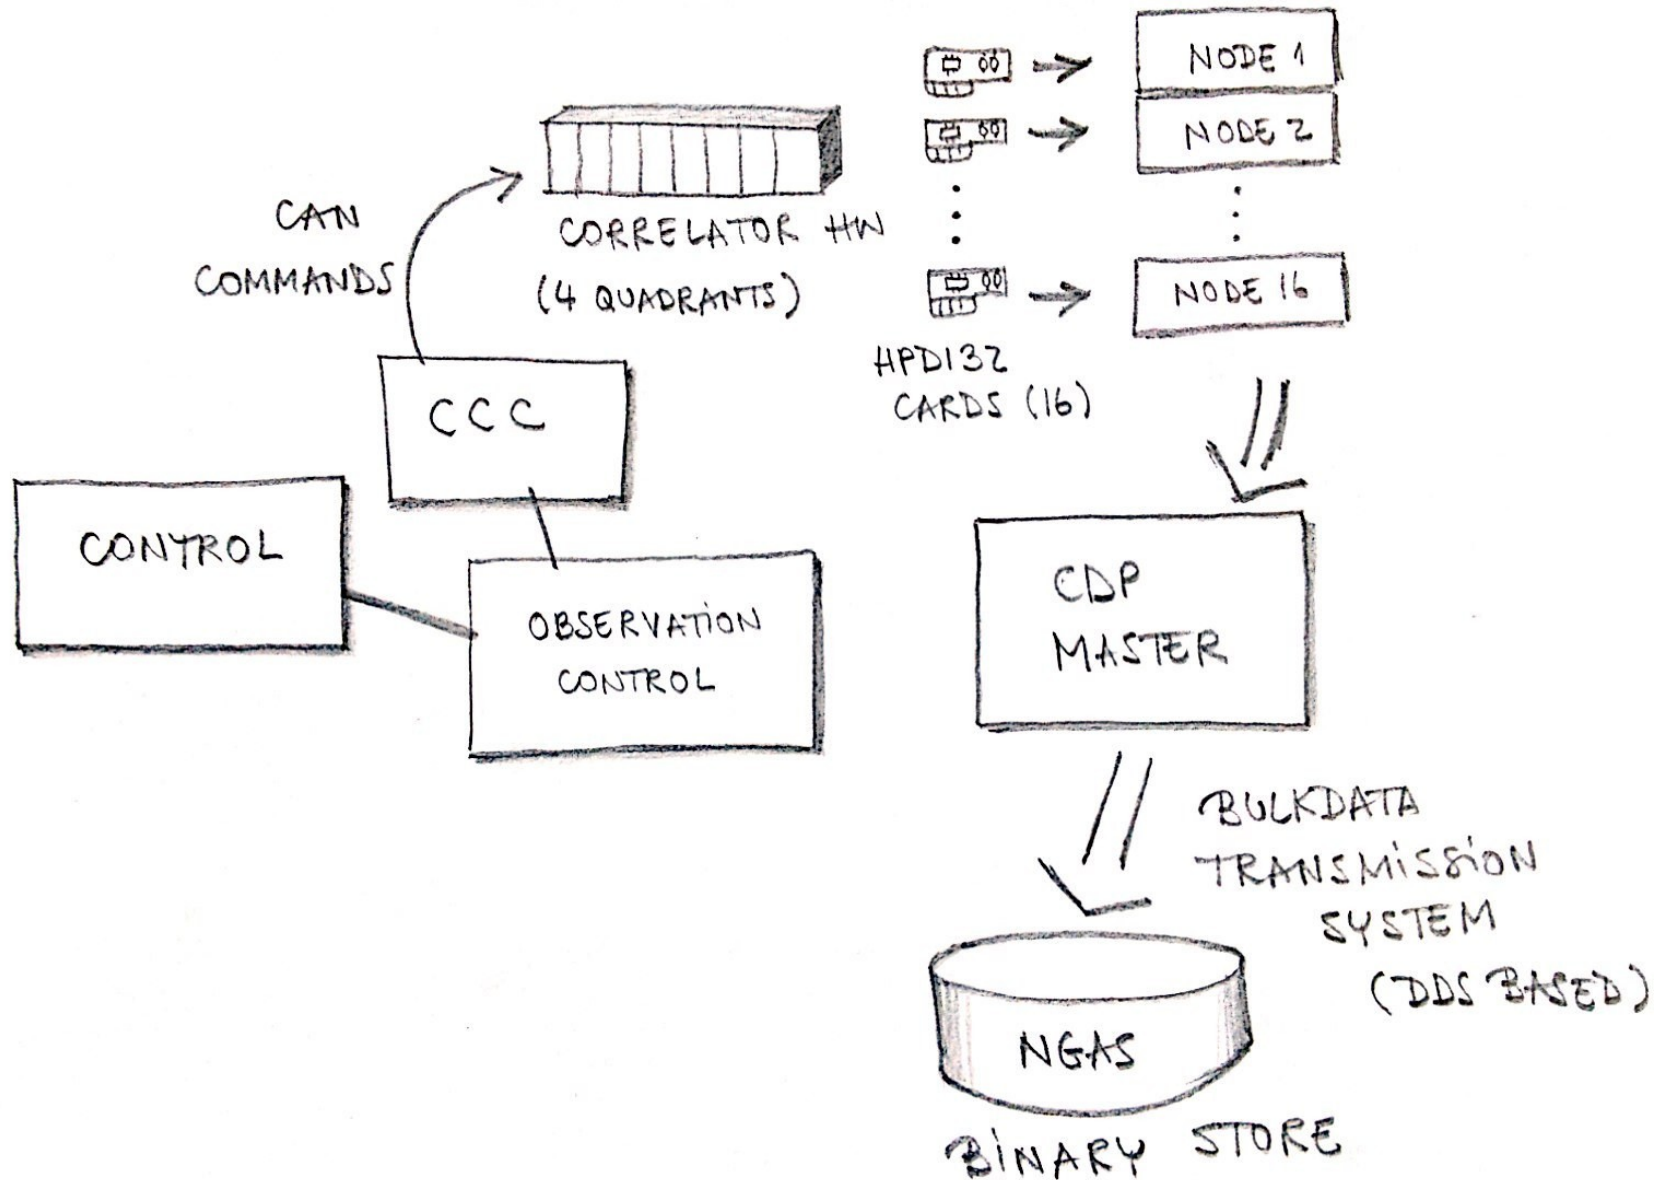 NODE 1
NODE 2
CAN
COMMANDS
CORRELATOR HW
(4 QUADRANTS)
NODE 16
HPDI32
CARDS (16)
CCC
CONTROL
OBSERVATION
CONTROL
CDP
MASTER
BULKDATA
TRANSMISSION
SYSTEM
(DDS BASED)
NGAS
BINARY STORE